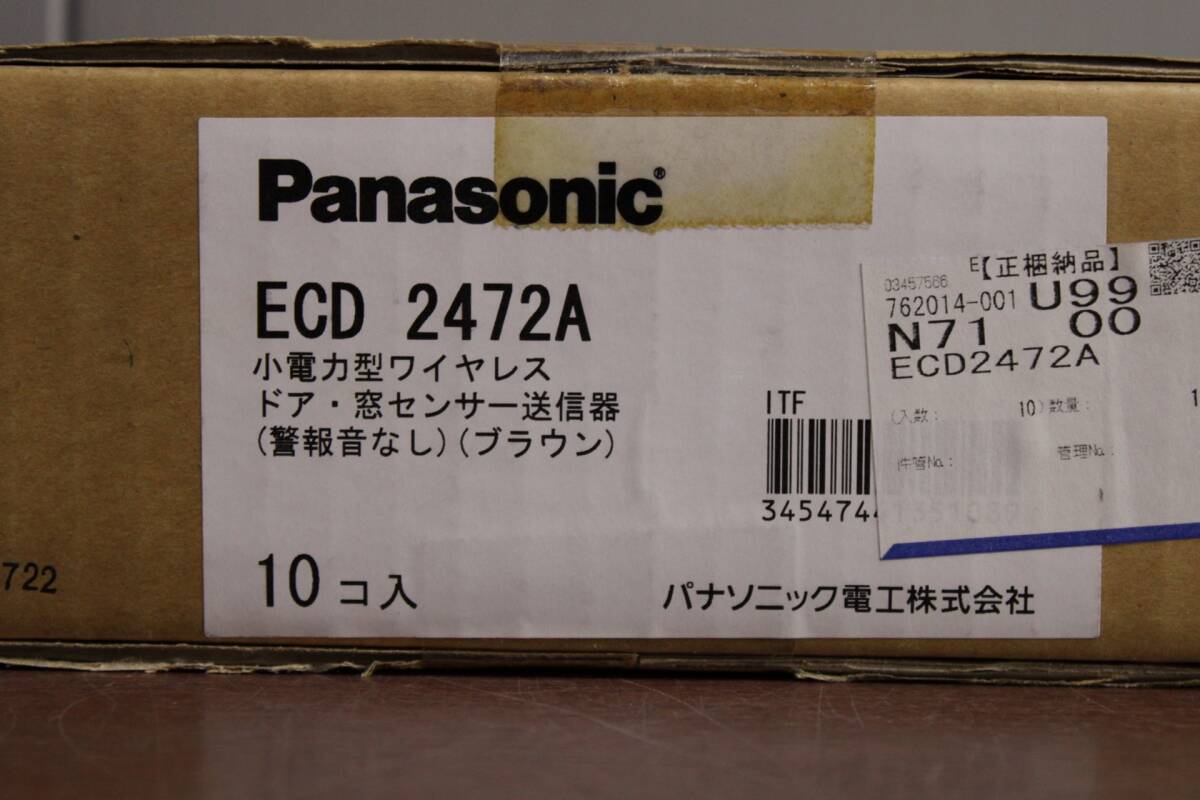 Panasonic®
ECD 2472A
小電力型ワイヤレス
ドア・窓センサー送信器
(警報音なし)(ブラウン)
10コ入
ITF
3454744
パナソニック電工株式会社
722
E【正梱納品】
03457566
762014-001 U99
N71 00
ECD2472A
(入数: 10) 数量: 1
件管No.: 管理No.: